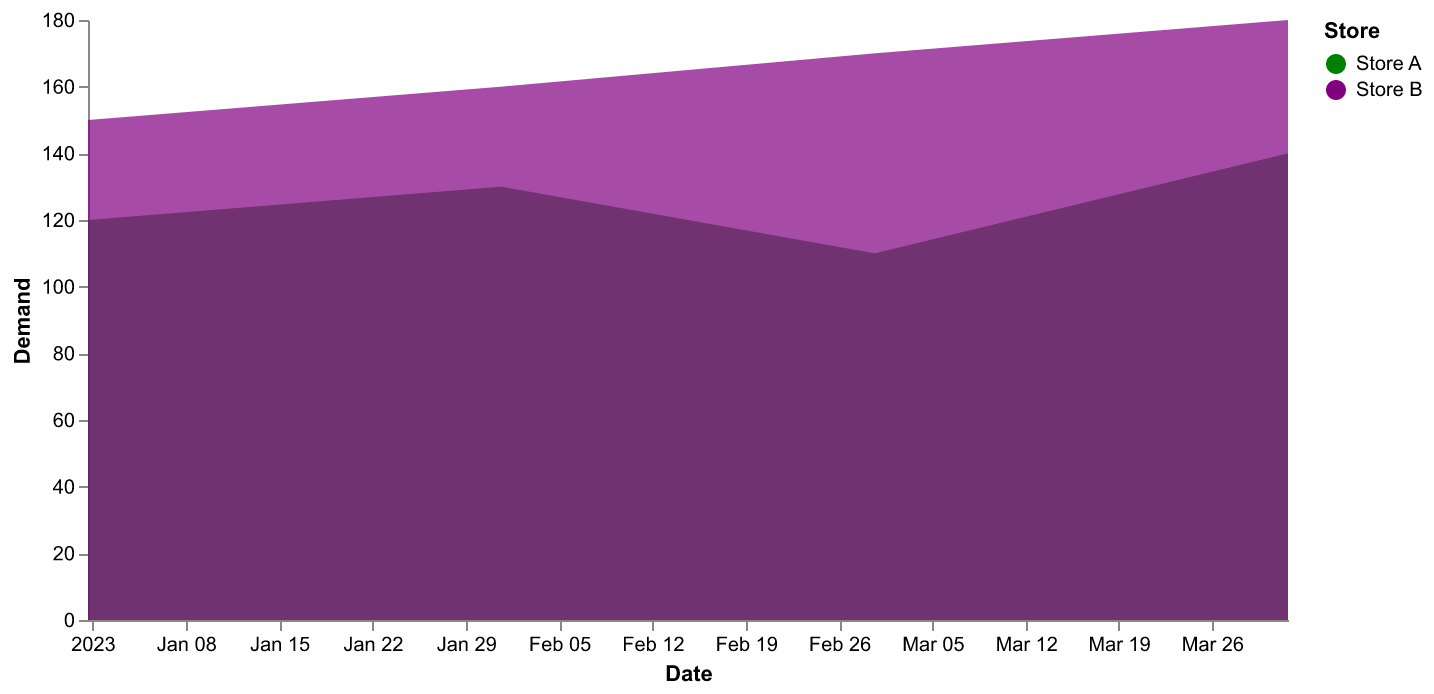 180
160
140
120
100
80
60
40
20
0
Demand
2023 Jan 08 Jan 15 Jan 22 Jan 29 Feb 05 Feb 12 Feb 19 Feb 26 Mar 05 Mar 12 Mar 19 Mar 26
Date
Store
Store A
Store B